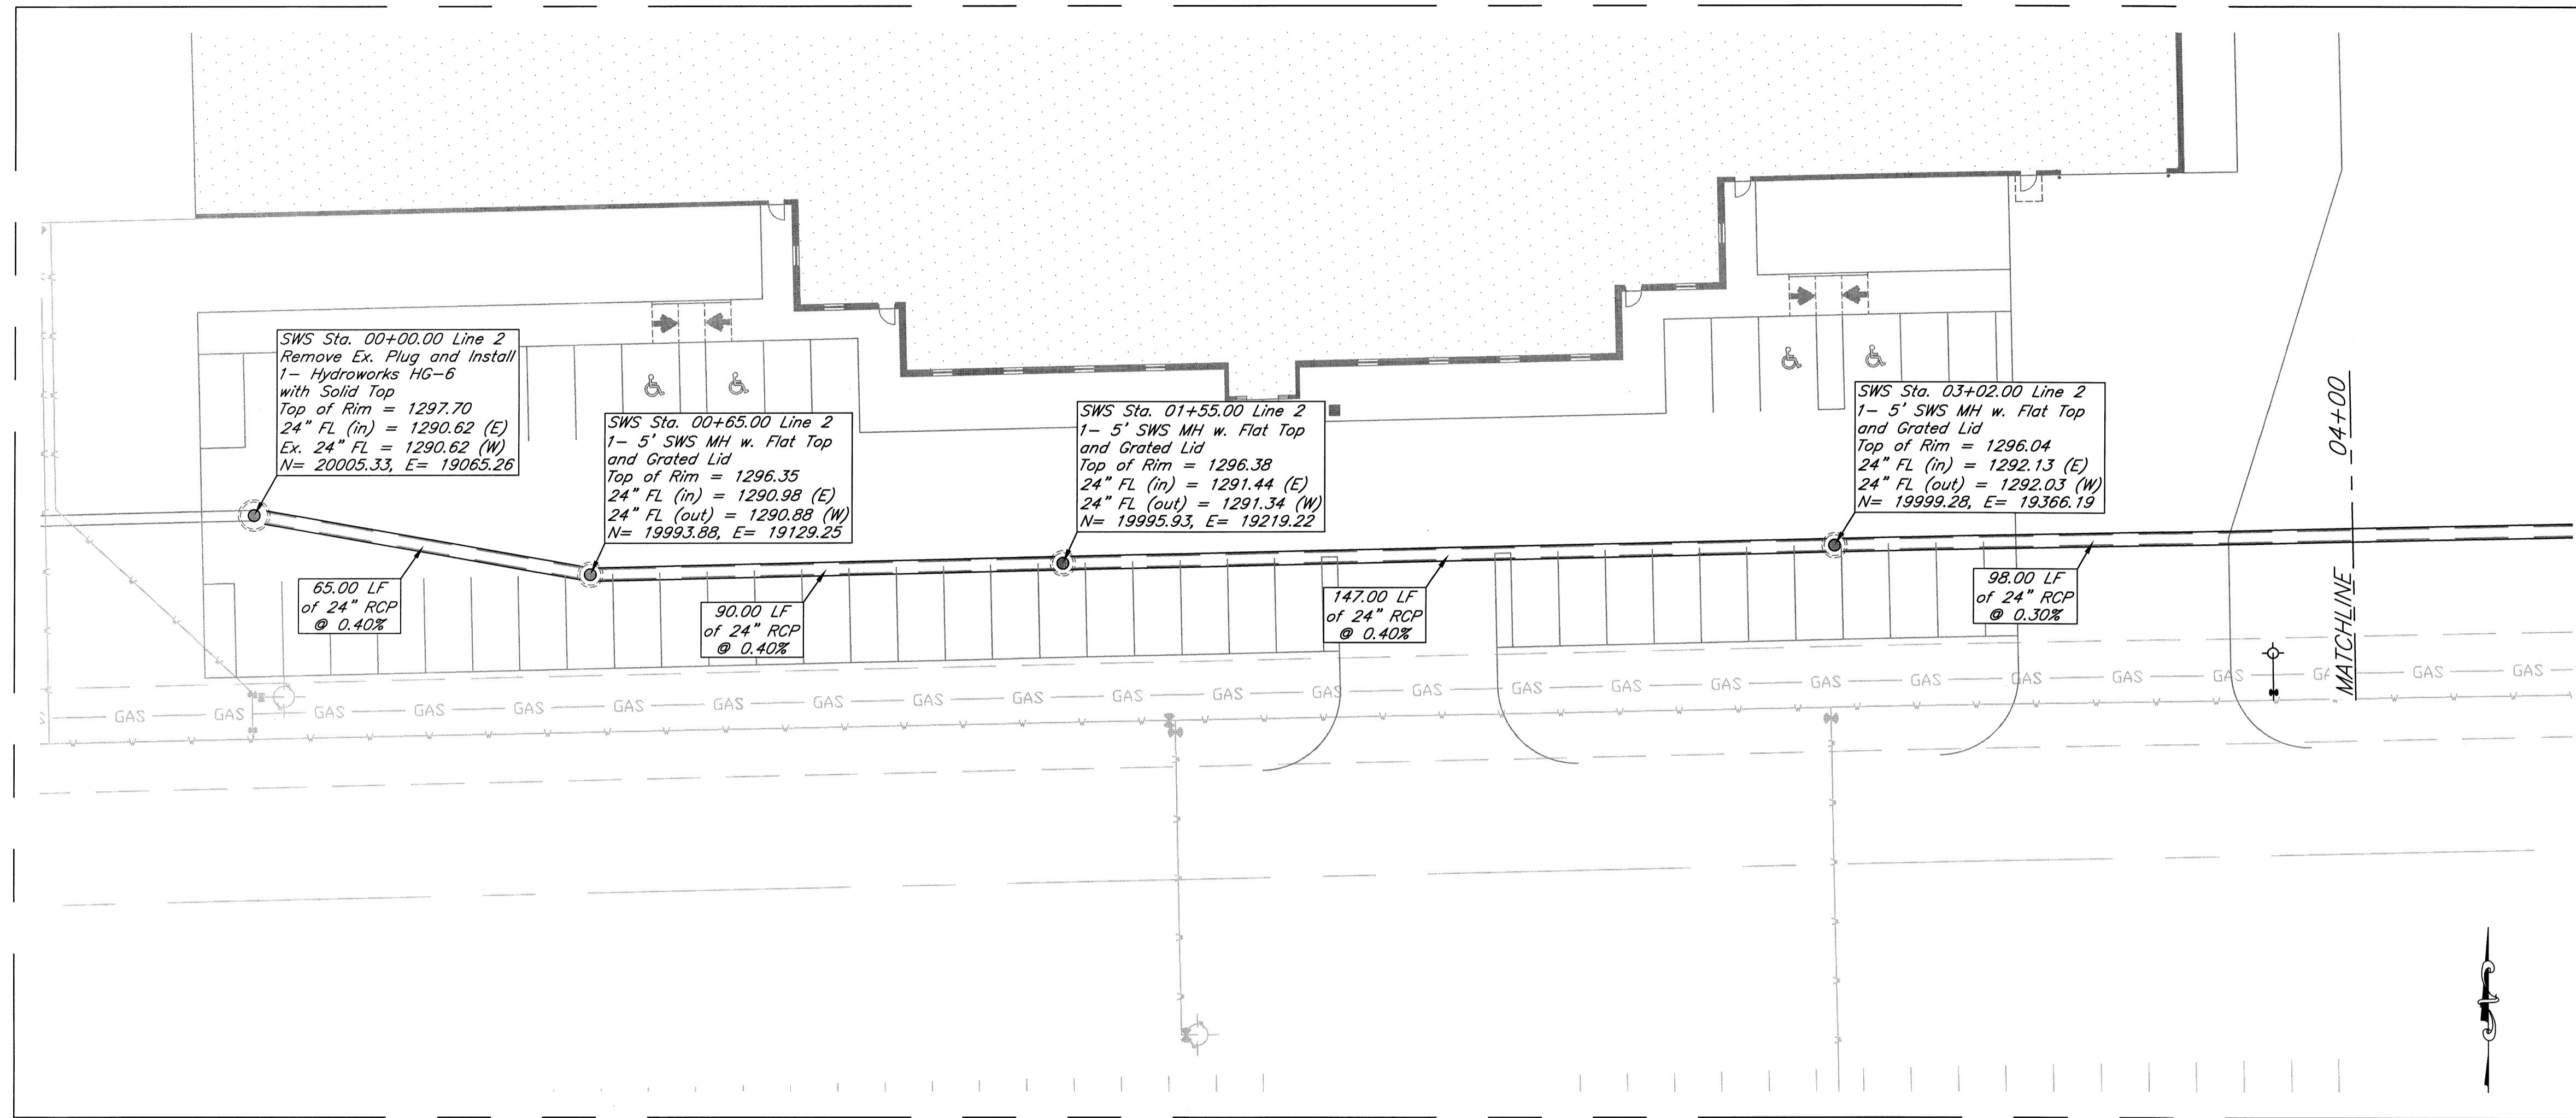 SWS Sta. 00+00.00 Line 2
Remove Ex. Plug and Install
1- Hydroworks HG-6
with Solid Top
Top of Rim = 1297.70
24" FL (in) = 1290.62 (E)
Ex. 24" FL = 1290.62 (W)
N= 20005.33, E= 19065.26
SWS Sta. 00+65.00 Line 2
1- 5' SWS MH w. Flat Top
and Grated Lid
Top of Rim = 1296.35
24" FL (in) = 1290.98 (E)
24" FL (out) = 1290.88 (W)
N= 19993.88, E= 19129.25
SWS Sta. 01+55.00 Line 2
1- 5' SWS MH w. Flat Top
and Grated Lid
Top of Rim = 1296.38
24" FL (in) = 1291.44 (E)
24" FL (out) = 1291.34 (W)
N= 19995.93, E= 19219.22
SWS Sta. 03+02.00 Line 2
1- 5' SWS MH w. Flat Top
and Grated Lid
Top of Rim = 1296.04
24" FL (in) = 1292.13 (E)
24" FL (out) = 1292.03 (W)
N= 19999.28, E= 19366.19
MATCHLINE - - 04+00
65.00 LF
of 24" RCP
@ 0.40%
90.00 LF
of 24" RCP
@ 0.40%
147.00 LF
of 24" RCP
@ 0.40%
98.00 LF
of 24" RCP
@ 0.30%
GAS GAS GAS GAS GAS GAS GAS GAS GAS GAS GAS GAS GAS GAS GAS GAS GAS GAS GAS GAS GAS GAS GAS GAS GAS